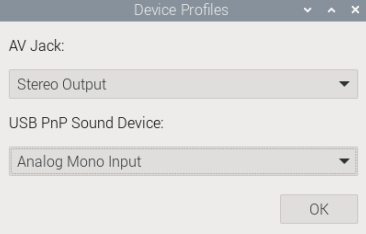 Device Profiles
AV Jack:
Stereo Output
USB PnP Sound Device:
Analog Mono Input
OK